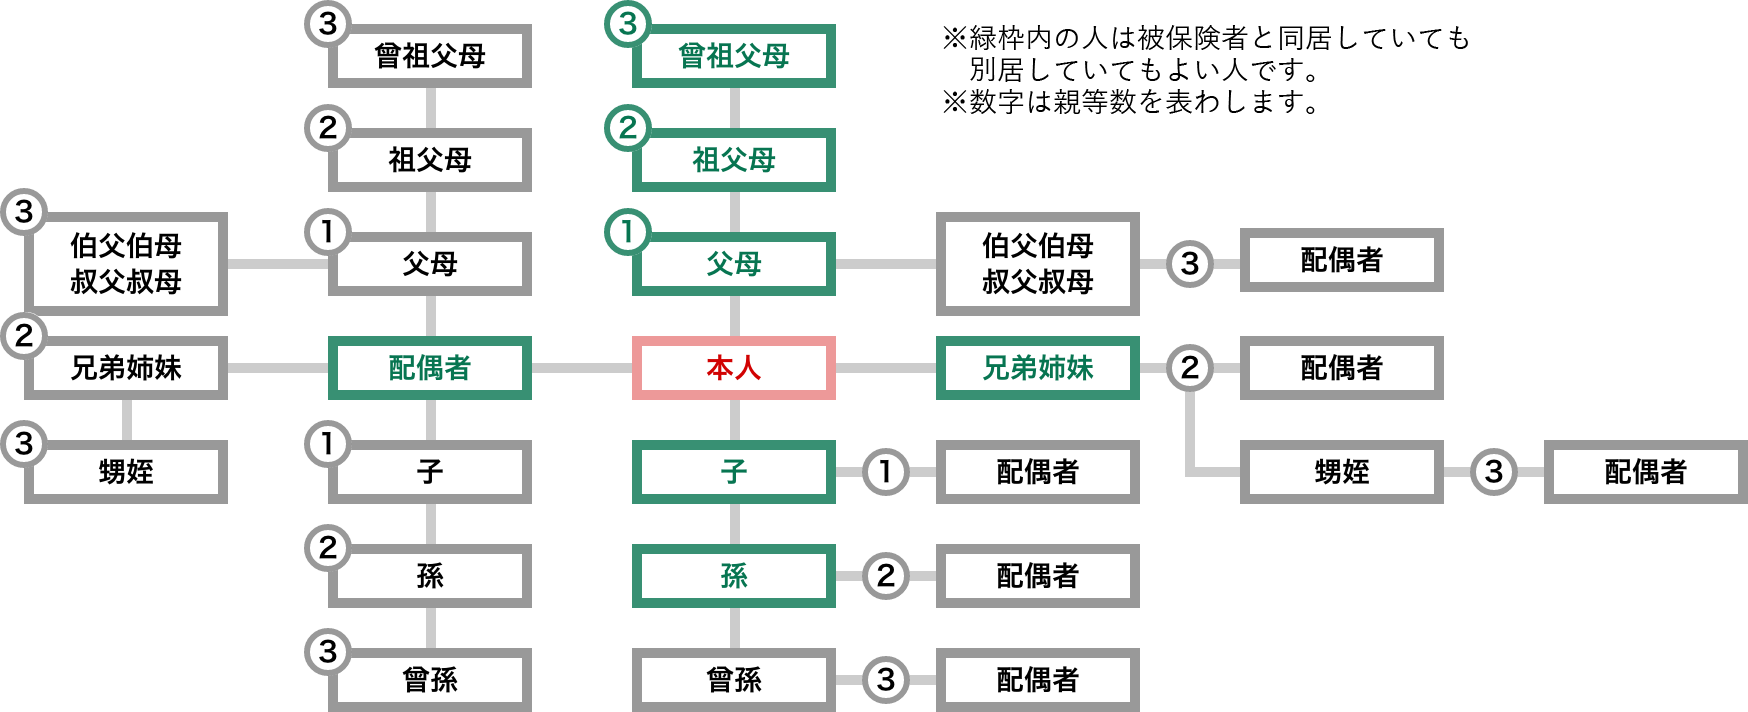 ③
曾祖父母
③
曾祖父母
※緑枠内の人は被保険者と同居していても
別居していてもよい人です。
※数字は親等数を表わします。
②
祖父母
②
祖父母
③
伯父伯母
叔父叔母
①
父母
①
父母
伯父伯母
叔父叔母
③
配偶者
②
兄弟姉妹
配偶者
本人
兄弟姉妹
②
配偶者
③
甥姪
①
子
子
①
配偶者
甥姪
③
配偶者
②
孫
孫
②
配偶者
③
曾孫
曾孫
③
配偶者